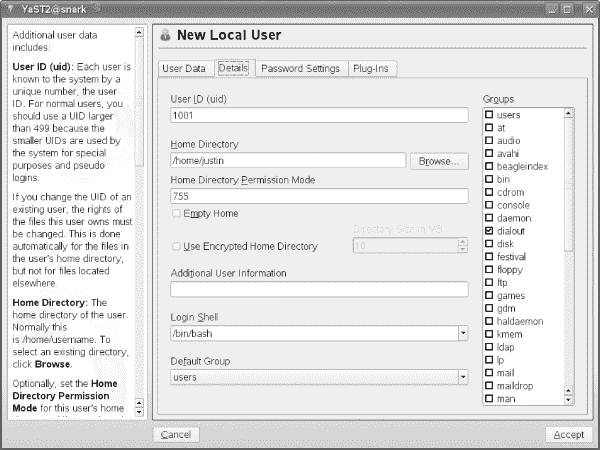 YaST2@snark
Additional user data
includes:
User ID (uid): Each user is
known to the system by a
unique number, the user
ID. For normal users, you
should use a UID larger
than 499 because the
smaller UIDs are used by
the system for special
purposes and pseudo
logins.
If you change the UID of an
existing user, the rights of
the files this user owns must
be changed. This is done
automatically for the files in
the user's home directory,
but not for files located
elsewhere.
Home Directory: The
home directory of the user.
Normally this
is /home/username. To
select an existing directory,
click Browse.
Optionally, set the Home
Directory Permission
Mode for this user's home
New Local User
User Data
Details
Password Settings
Plug-Ins
User ID (uid)
1001
Home Directory
/home/justin
Browse...
Home Directory Permission Mode
755
Empty Home
Directory Size in MB
Use Encrypted Home Directory
10
Additional User Information
Login Shell
/bin/bash
Default Group
users
Groups
users
at
audio
avahi
beagleindex
bin
cdrom
console
daemon
dialout
disk
festival
floppy
ftp
games
gdm
haldaemon
kmem
ldap
lp
mail
maildrop
man
Cancel
Accept